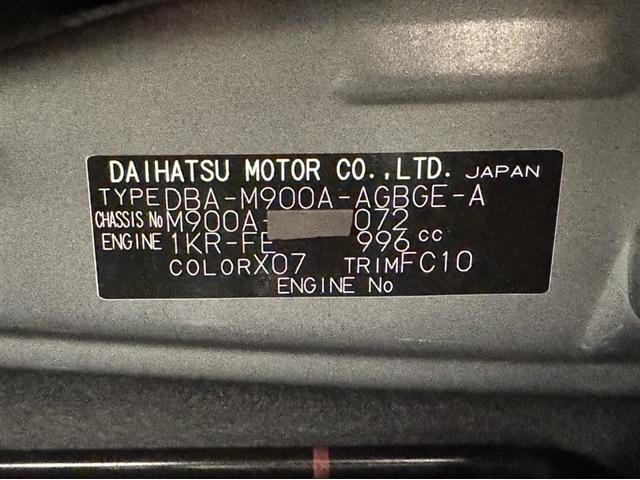 DAIHATSU MOTOR CO.,LTD. JAPAN
TYPE DBA-M900A-AGBGE-A
CHASSIS No M900A- 072
ENGINE 1KR-FE 996 cc
COLOR X07 TRIM FC10
ENGINE No